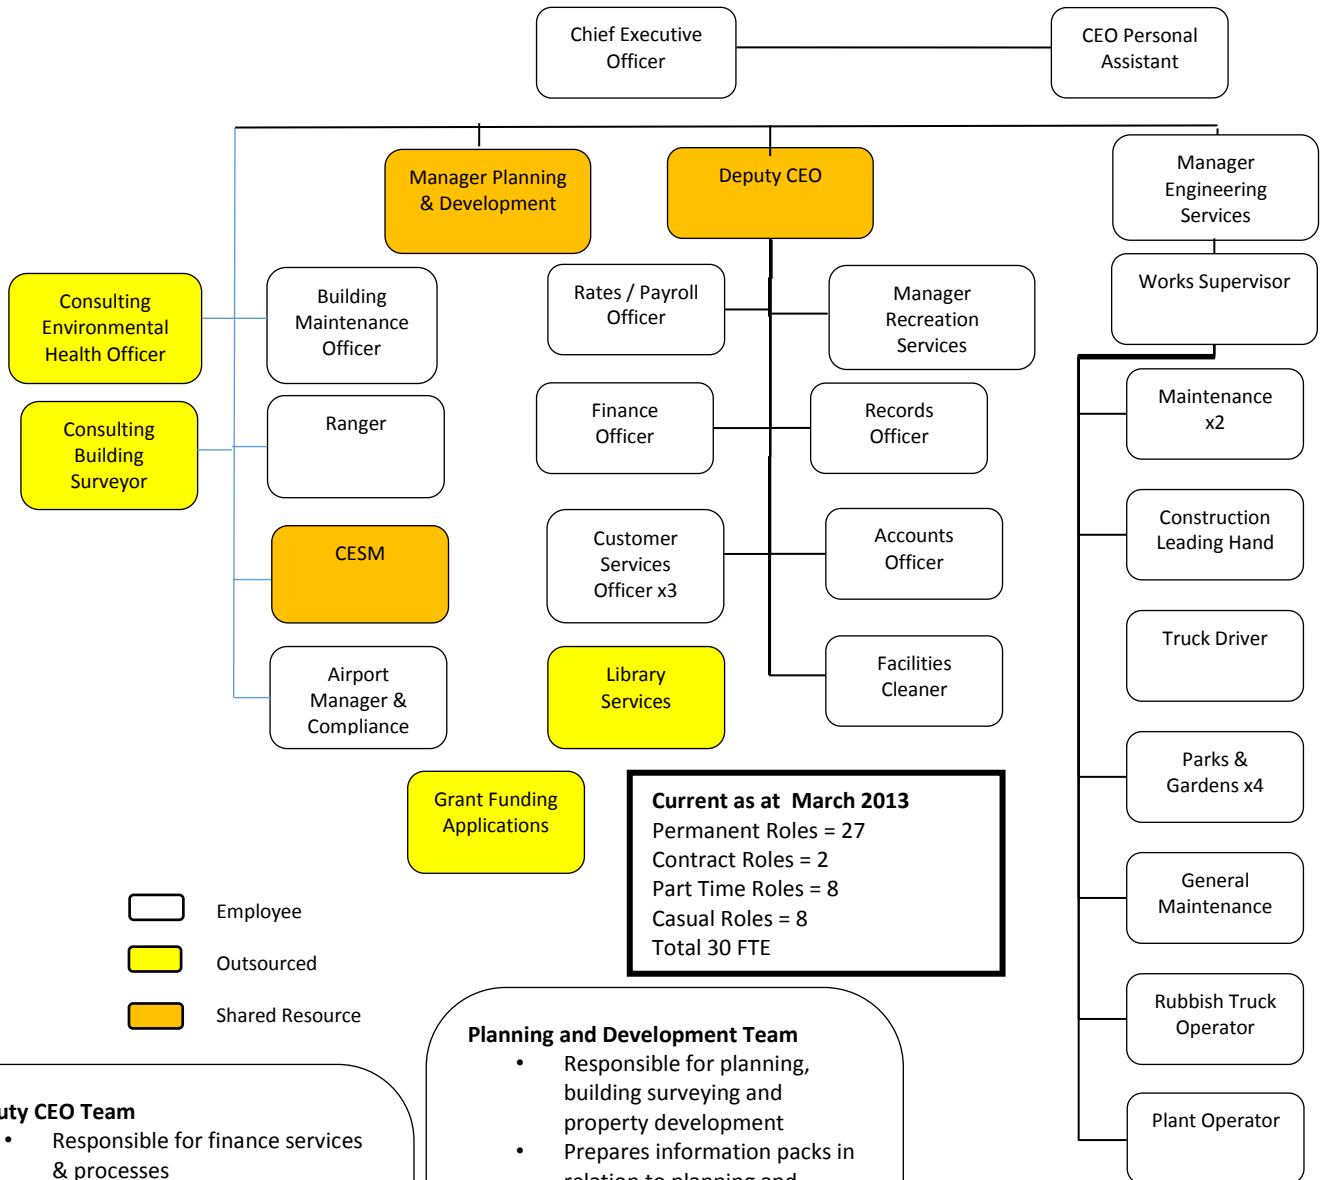 Chief Executive
Officer
CEO Personal
Assistant
Manager Planning
& Development
Deputy CEO
Manager
Engineering
Services
Consulting
Environmental
Health Officer
Building
Maintenance
Officer
Rates / Payroll
Officer
Manager
Recreation
Services
Works Supervisor
Consulting
Building
Surveyor
Ranger
Finance
Officer
Records
Officer
Maintenance
x2
CESM
Customer
Services
Officer x3
Accounts
Officer
Construction
Leading Hand
Airport
Manager &
Compliance
Library
Services
Facilities
Cleaner
Truck Driver
Grant Funding
Applications
Current as at March 2013
Permanent Roles = 27
Contract Roles = 2
Part Time Roles = 8
Casual Roles = 8
Total 30 FTE
Parks &
Gardens x4
General
Maintenance
Employee
Outsourced
Shared Resource
Rubbish Truck
Operator
Plant Operator
uty CEO Team
• Responsible for finance services
& processes
Planning and Development Team
• Responsible for planning,
building surveying and
property development
• Prepares information packs in
relation to planning and